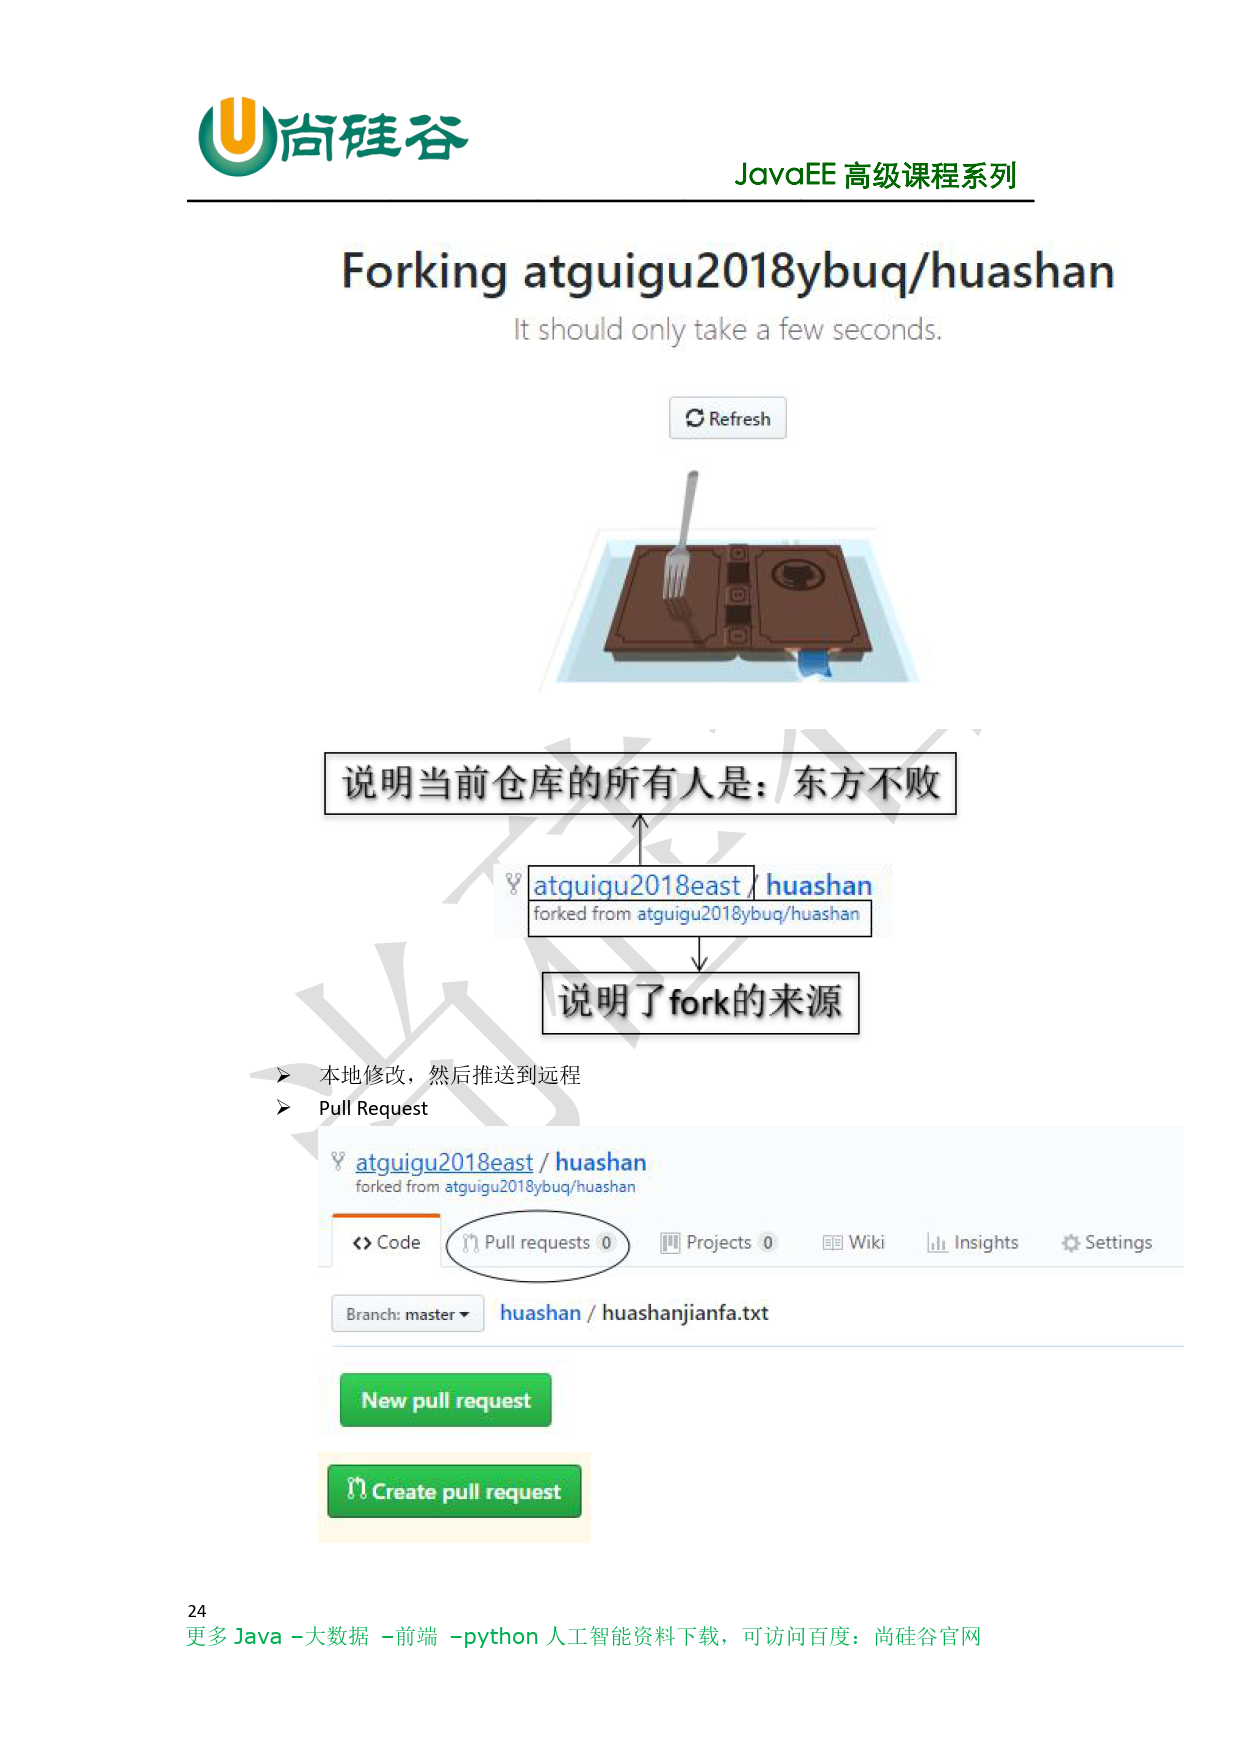 尚硅谷
JavaEE 高级课程系列
Forking atguigu2018ybuq/huashan
It should only take a few seconds.
Refresh
说明当前仓库的所有人是：东方不败
atguigu2018east / huashan
forked from atguigu2018ybuq/huashan
说明了fork的来源
➢ 本地修改，然后推送到远程
➢ Pull Request
atguigu2018east / huashan
forked from atguigu2018ybuq/huashan
Code Pull requests 0 Projects 0 Wiki Insights Settings
Branch: master huashan / huashanjianfa.txt
New pull request
Create pull request
24
更多 Java –大数据 –前端 –python 人工智能资料下载，可访问百度：尚硅谷官网